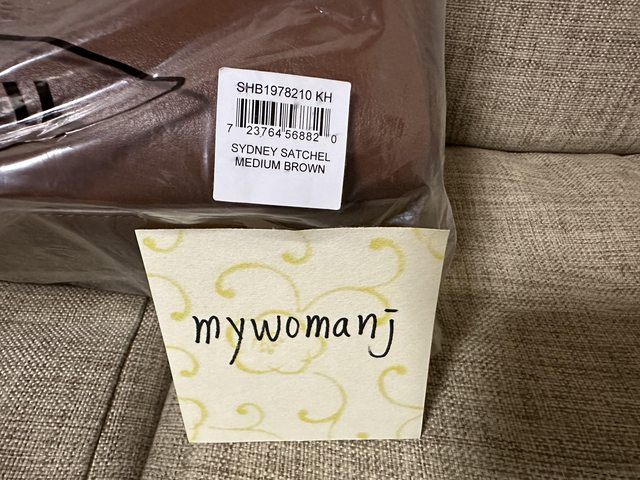 SHB1978210 KH
7 23764 56882 0
SYDNEY SATCHEL
MEDIUM BROWN
mywomanj